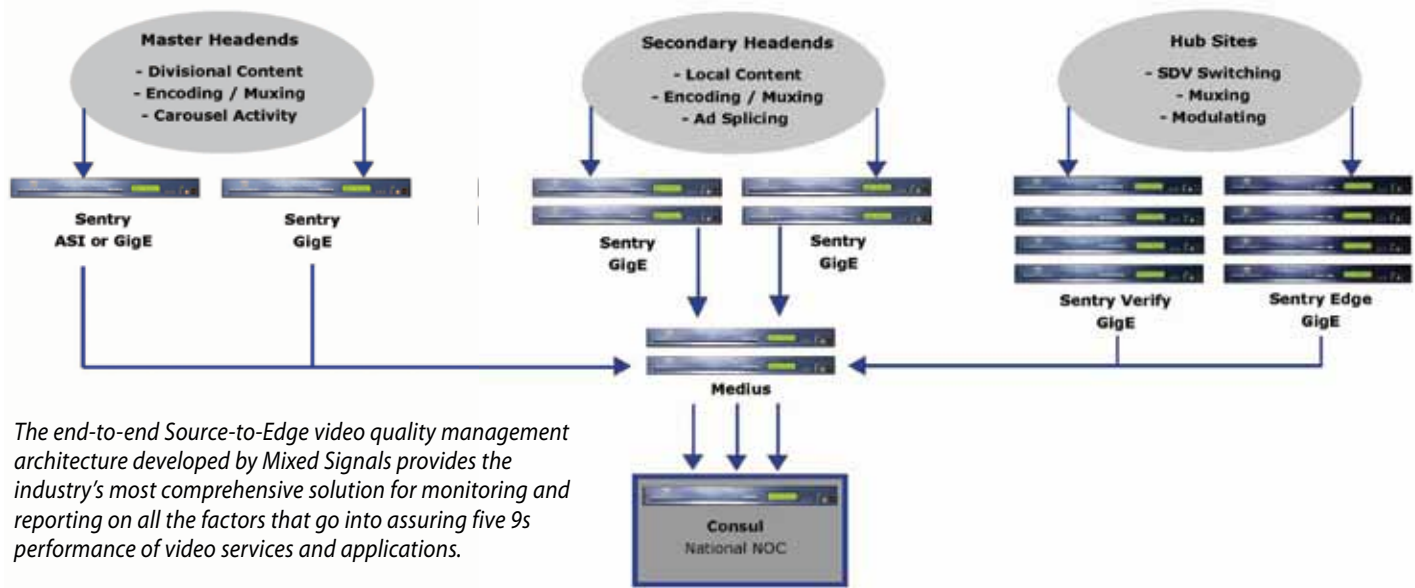 Master Headends
- Divisional Content
- Encoding / Muxing
- Carousel Activity
Secondary Headends
- Local Content
- Encoding / Muxing
- Ad Splicing
Hub Sites
- SDV Switching
- Muxing
- Modulating
Sentry
ASI or GigE
Sentry
GigE
Sentry
GigE
Sentry
GigE
Sentry Verify
GigE
Sentry Edge
GigE
Medius
Consul
National NOC
The end-to-end Source-to-Edge video quality management
architecture developed by Mixed Signals provides the
industry’s most comprehensive solution for monitoring and
reporting on all the factors that go into assuring five 9s
performance of video services and applications.